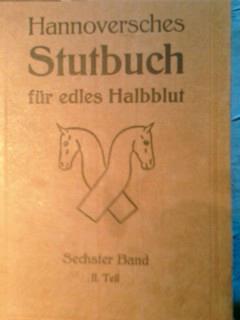 Hannoversches
Stutbuch
für edles Halbblut
Sechster Band
II. Teil